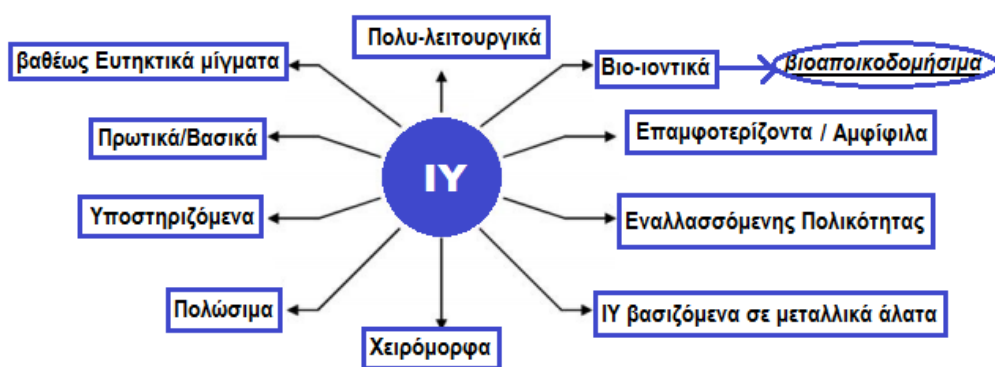 Πολυ-λειτουργικά
βαθέως Ευτηκτικά μίγματα
Βιο-ιοντικά
βιοαποικοδομήσιμα
Πρωτικά/Βασικά
Επαμφοτερίζοντα / Αμφίφιλα
ΙΥ
Υποστηριζόμενα
Εναλλασσόμενης Πολικότητας
Πολώσιμα
ΙΥ βασιζόμενα σε μεταλλικά άλατα
Χειρόμορφα